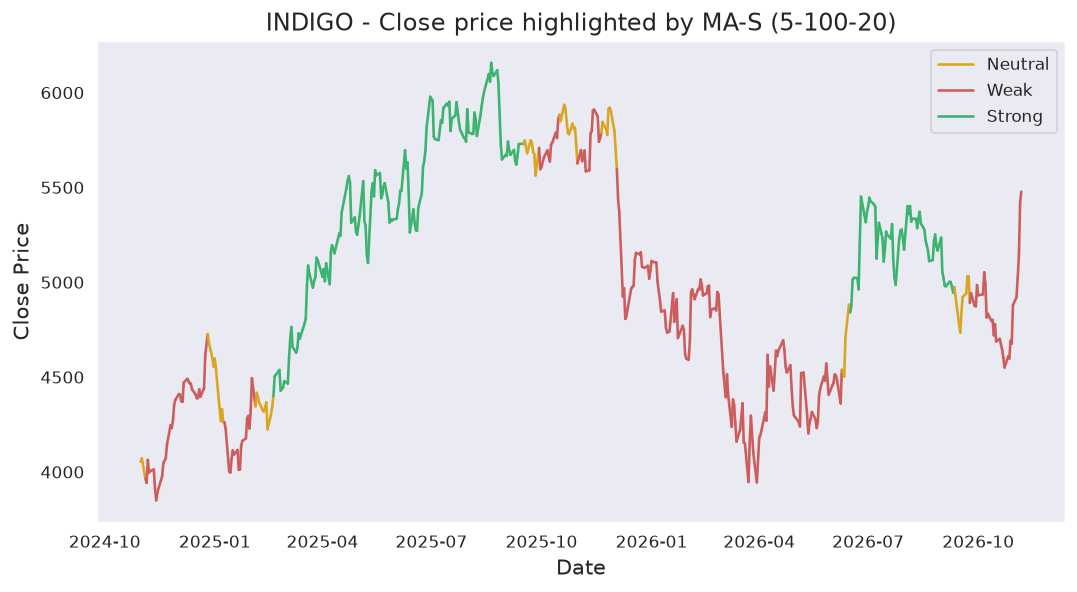 INDIGO - Close price highlighted by MA-S (5-100-20)
Neutral
Weak
Strong
Close Price
6000
5500
5000
4500
4000
2024-10 2025-01 2025-04 2025-07 2025-10 2026-01 2026-04 2026-07 2026-10
Date